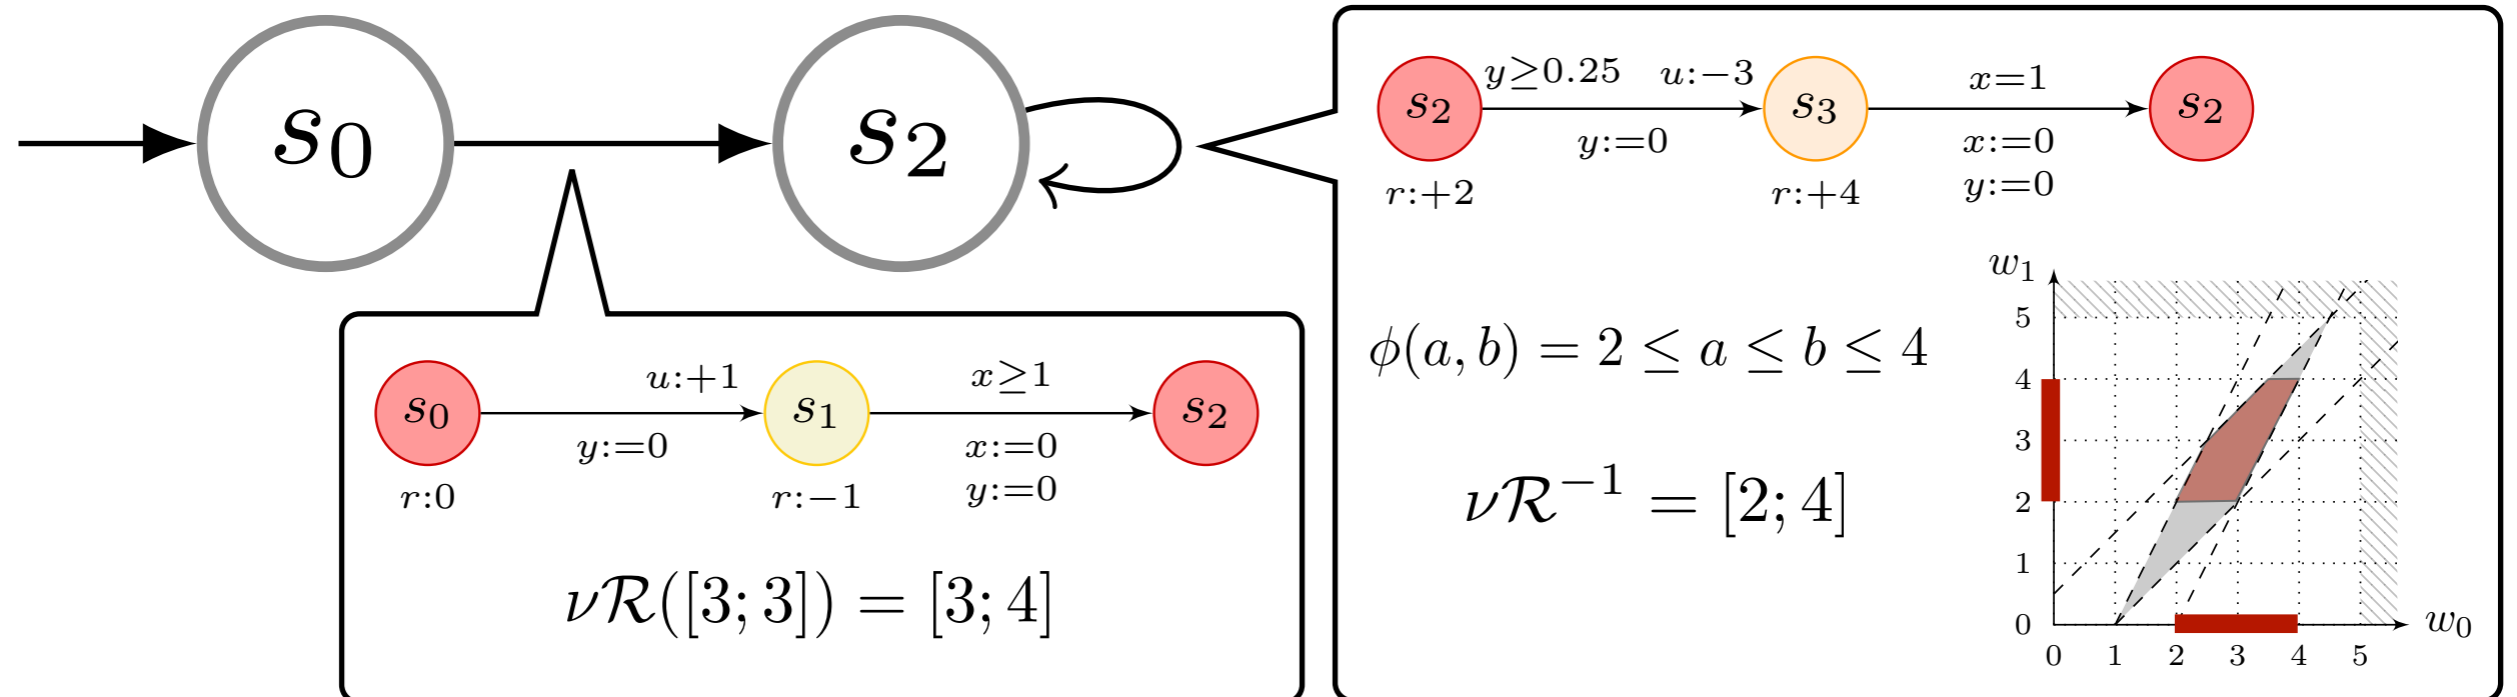 s₀
s₂
y≥0.25 u:−3
x=1
s₂
s₃
s₂
y:=0
x:=0
r:+2
r:+4
y:=0
ϕ(a, b) = 2 ≤ a ≤ b ≤ 4
νℛ⁻¹ = [2; 4]
w₁
5
4
3
2
1
0
w₀
0 1 2 3 4 5
u:+1
x≥1
s₀
s₁
s₂
y:=0
x:=0
r:0
r:−1
y:=0
νℛ([3; 3]) = [3; 4]